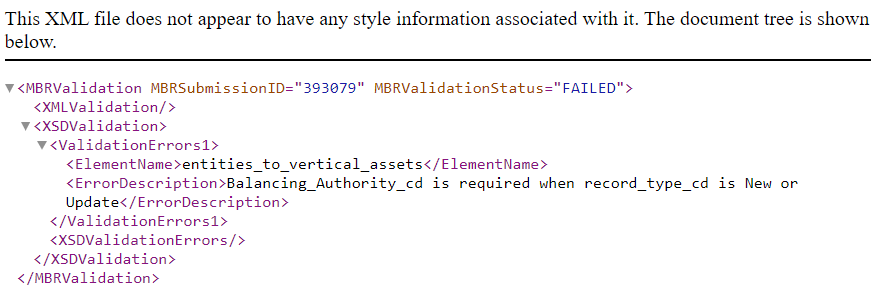 This XML file does not appear to have any style information associated with it. The document tree is shown
below.
▼<MBRValidation MBRSubmissionID="393079" MBRValidationStatus="FAILED">
<XMLValidation/>
▼<XSDValidation>
▼<ValidationErrors1>
<ElementName>entities_to_vertical_assets</ElementName>
<ErrorDescription>Balancing_Authority_cd is required when record_type_cd is New or
Update</ErrorDescription>
</ValidationErrors1>
<XSDValidationErrors/>
</XSDValidation>
</MBRValidation>